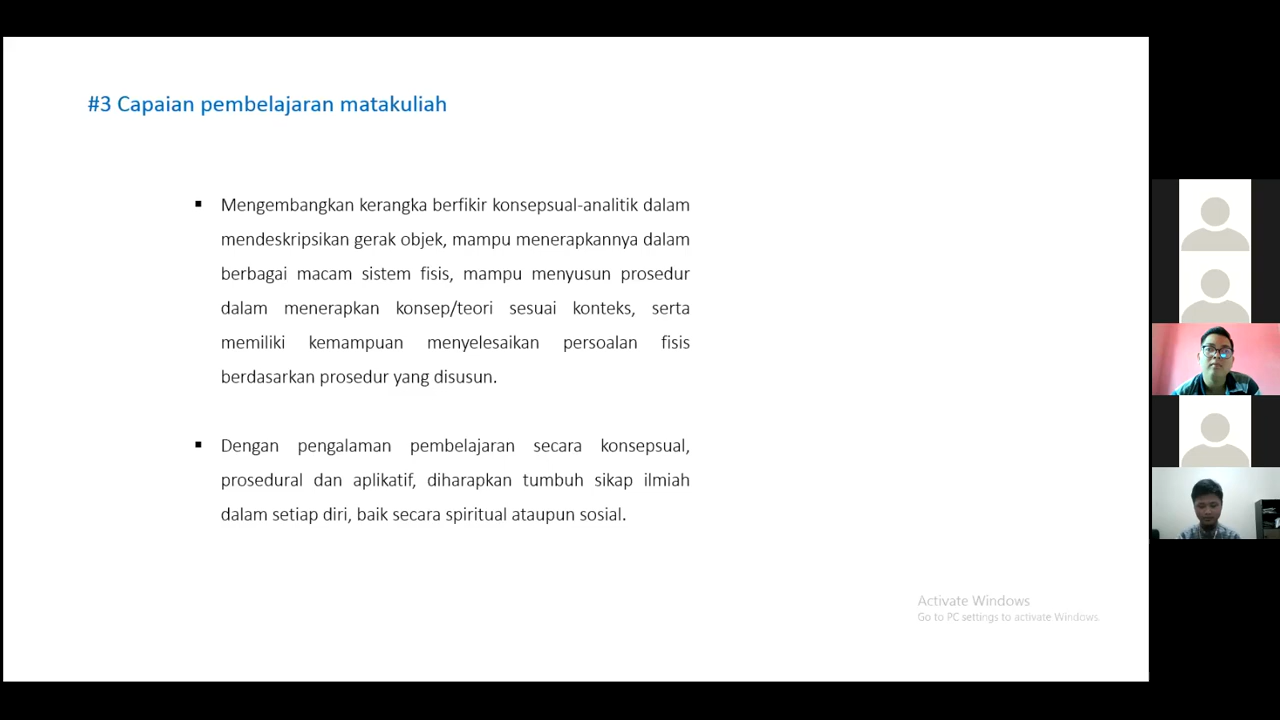 #3 Capaian pembelajaran matakuliah
▪ Mengembangkan kerangka berfikir konsepsual-analitik dalam
mendeskripsikan gerak objek, mampu menerapkannya dalam
berbagai macam sistem fisis, mampu menyusun prosedur
dalam menerapkan konsep/teori sesuai konteks, serta
memiliki kemampuan menyelesaikan persoalan fisis
berdasarkan prosedur yang disusun.
▪ Dengan pengalaman pembelajaran secara konsepsual,
prosedural dan aplikatif, diharapkan tumbuh sikap ilmiah
dalam setiap diri, baik secara spiritual ataupun sosial.
Activate Windows
Go to PC settings to activate Windows.